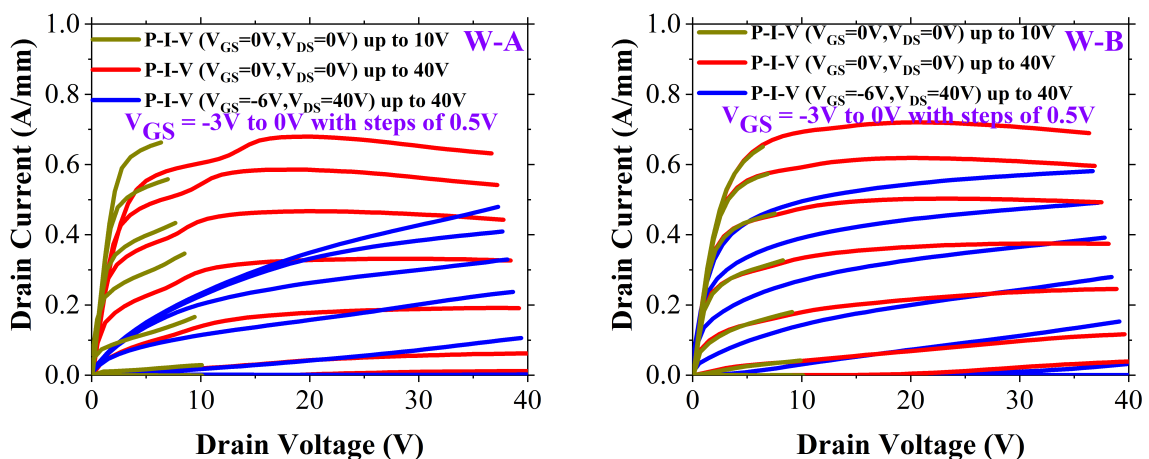 1.0
0.8
0.6
0.4
0.2
0.0
0 10 20 30 40
Drain Current (A/mm)
Drain Voltage (V)
P-I-V (VGS=0V,VDS=0V) up to 10V
W-A
P-I-V (VGS=0V,VDS=0V) up to 40V
P-I-V (VGS=-6V,VDS=40V) up to 40V
VGS = -3V to 0V with steps of 0.5V
1.0
0.8
0.6
0.4
0.2
0.0
0 10 20 30 40
Drain Current (A/mm)
Drain Voltage (V)
P-I-V (VGS=0V,VDS=0V) up to 10V
W-B
P-I-V (VGS=0V,VDS=0V) up to 40V
P-I-V (VGS=-6V,VDS=40V) up to 40V
VGS = -3V to 0V with steps of 0.5V